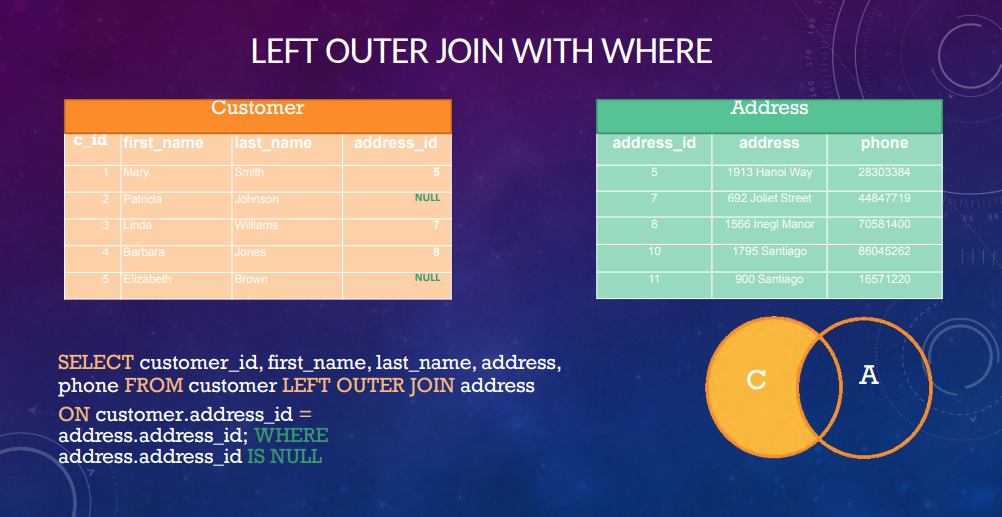 LEFT OUTER JOIN WITH WHERE
Customer
c_id first_name last_name address_id
1 Mary Smith 5
2 Patricia Johnson NULL
3 Linda Williams 7
4 Barbara Jones 8
5 Elizabeth Brown NULL
Address
address_id address phone
5 1913 Hanoi Way 28303384
7 692 Joliet Street 44847719
8 1566 Inegl Manor 70581400
10 1795 Santiago 86045262
11 900 Santiago 16571220
SELECT customer_id, first_name, last_name, address,
phone FROM customer LEFT OUTER JOIN address
ON customer.address_id =
address.address_id; WHERE
address.address_id IS NULL
C
A